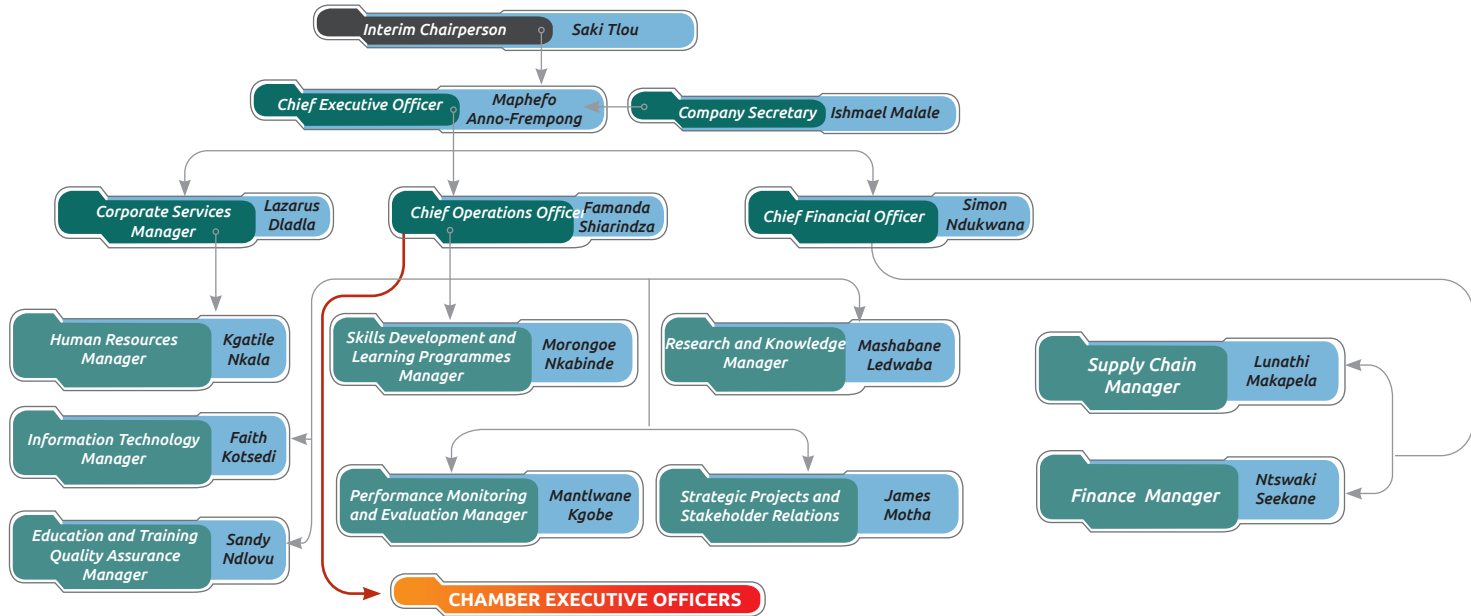 Interim Chairperson
Saki Tlou
Chief Executive Officer
Maphefo
Anno-Frempong
Company Secretary
Ishmael Malale
Corporate Services
Manager
Lazarus
Dladla
Chief Operations Officer
Famanda
Shiarindza
Chief Financial Officer
Simon
Ndukwana
Human Resources
Manager
Kgatile
Nkala
Skills Development and
Learning Programmes
Manager
Morongoe
Nkabinde
Research and Knowledge
Manager
Mashabane
Ledwaba
Supply Chain
Manager
Lunathi
Makapela
Information Technology
Manager
Faith
Kotsedi
Performance Monitoring
and Evaluation Manager
Mantlwane
Kgobe
Strategic Projects and
Stakeholder Relations
James
Motha
Finance Manager
Ntswaki
Seekane
Education and Training
Quality Assurance
Manager
Sandy
Ndlovu
CHAMBER EXECUTIVE OFFICERS